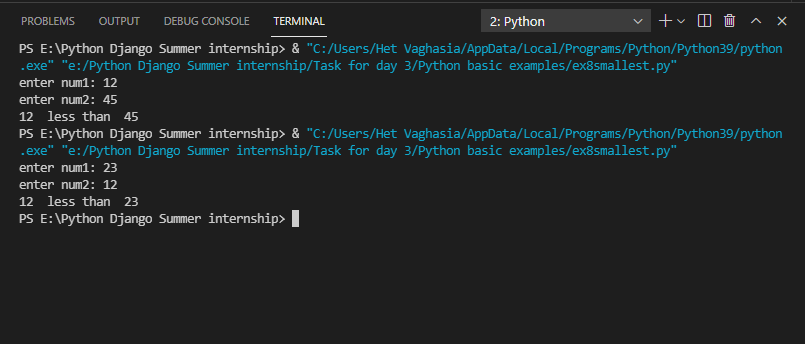 PROBLEMS OUTPUT DEBUG CONSOLE TERMINAL 2: Python
PS E:\Python Django Summer internship> & "C:/Users/Het Vaghasia/AppData/Local/Programs/Python/Python39/python
.exe" "e:/Python Django Summer internship/Task for day 3/Python basic examples/ex8smallest.py"
enter num1: 12
enter num2: 45
12  less than  45
PS E:\Python Django Summer internship> & "C:/Users/Het Vaghasia/AppData/Local/Programs/Python/Python39/python
.exe" "e:/Python Django Summer internship/Task for day 3/Python basic examples/ex8smallest.py"
enter num1: 23
enter num2: 12
12  less than  23
PS E:\Python Django Summer internship>